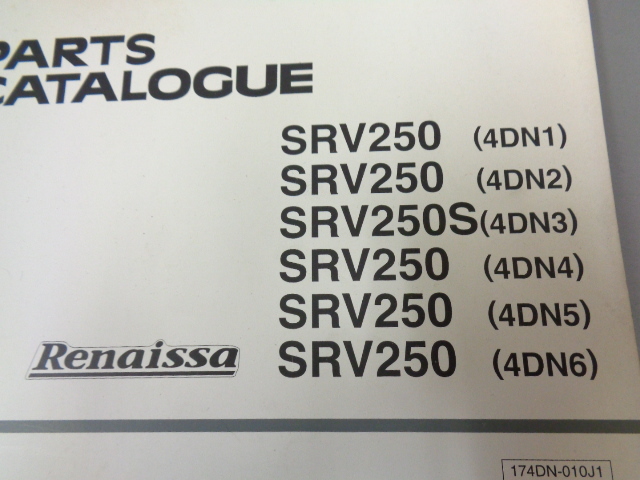 PARTS
CATALOGUE
SRV250 (4DN1)
SRV250 (4DN2)
SRV250S(4DN3)
SRV250 (4DN4)
SRV250 (4DN5)
Renaissa SRV250 (4DN6)
174DN-010J1